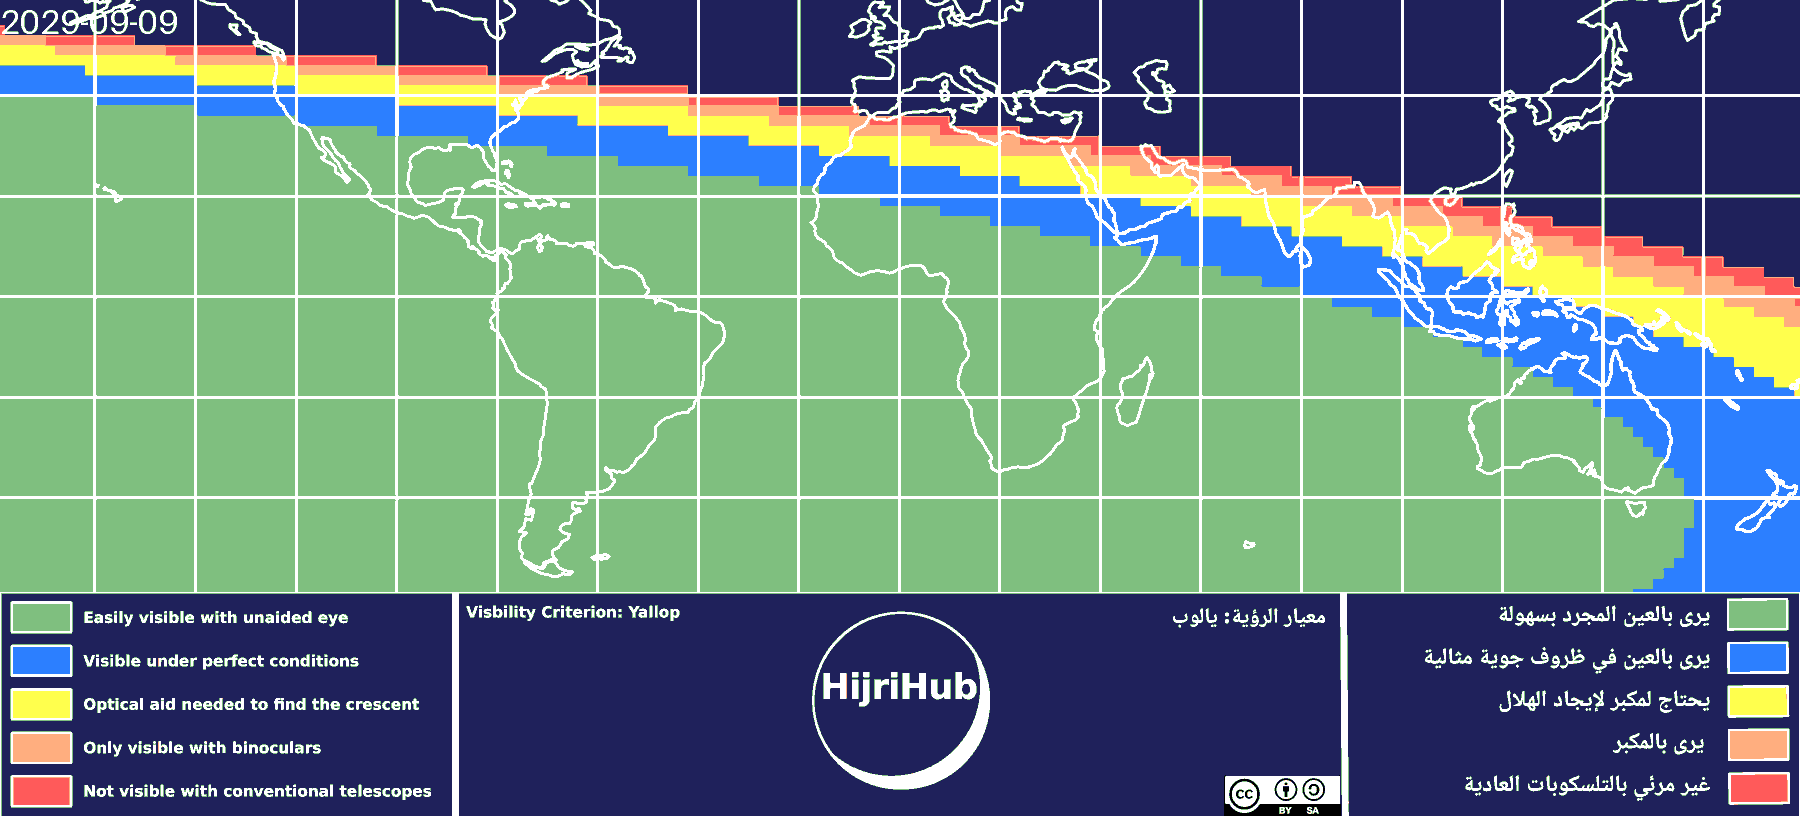 2029-09-09
Easily visible with unaided eye
Visible under perfect conditions
Optical aid needed to find the crescent
Only visible with binoculars
Not visible with conventional telescopes
Visbility Criterion: Yallop
معيار الرؤية: يالوب
HijriHub
cc
BY SA
يرى بالعين المجرد بسهولة
يرى بالعين في ظروف جوية مثالية
يحتاج لمكبر لإيجاد الهلال
يرى بالمكبر
غير مرئي بالتلسكوبات العادية